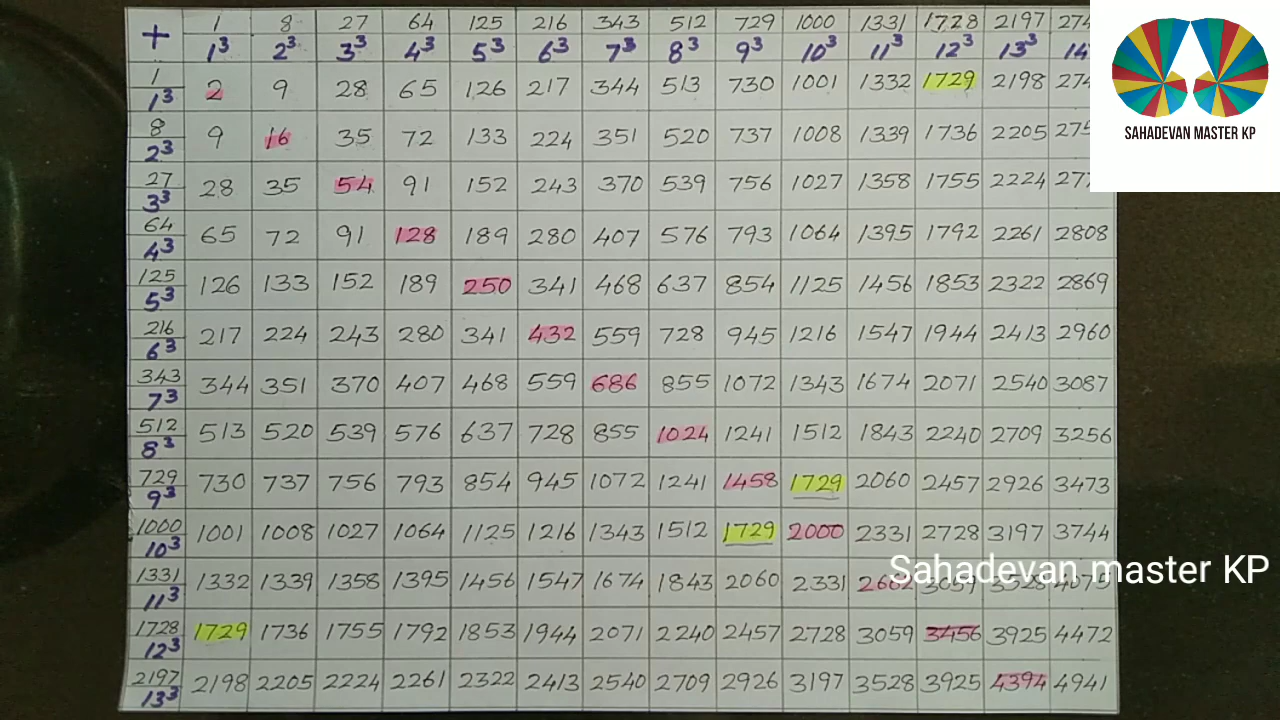 + 1 8 27 64 125 216 343 512 729 1000 1331 1728 2197
1³ 2³ 3³ 4³ 5³ 6³ 7³ 8³ 9³ 10³ 11³ 12³ 13³ 14
1 1³ 2 9 28 65 126 217 344 513 730 1001 1332 1729 2198
8 2³ 9 16 35 72 133 224 351 520 737 1008 1339 1736 2205
27 3³ 28 35 54 91 152 243 370 539 756 1027 1358 1755 2224
64 4³ 65 72 91 128 189 280 407 576 793 1064 1395 1792 2261 2808
125 5³ 126 133 152 189 250 341 468 637 854 1125 1456 1853 2322 2869
216 6³ 217 224 243 280 341 432 559 728 945 1216 1547 1944 2413 2960
343 7³ 344 351 370 407 468 559 686 855 1072 1343 1674 2071 2540 3087
512 8³ 513 520 539 576 637 728 855 1024 1241 1512 1843 2240 2709 3256
729 9³ 730 737 756 793 854 945 1072 1241 1458 1729 2060 2457 2926 3473
1000 10³ 1001 1008 1027 1064 1125 1216 1343 1512 1729 2000 2331 2728 3197 3744
1331 11³ 1332 1339 1358 1395 1456 1547 1674 1843 2060 2331 2662 3059 3528 4075
1728 12³ 1729 1736 1755 1792 1853 1944 2071 2240 2457 2728 3059 3456 3925 4472
2197 13³ 2198 2205 2224 2261 2322 2413 2540 2709 2926 3197 3528 3925 4394 4941
SAHADEVAN MASTER KP
Sahadevan master KP